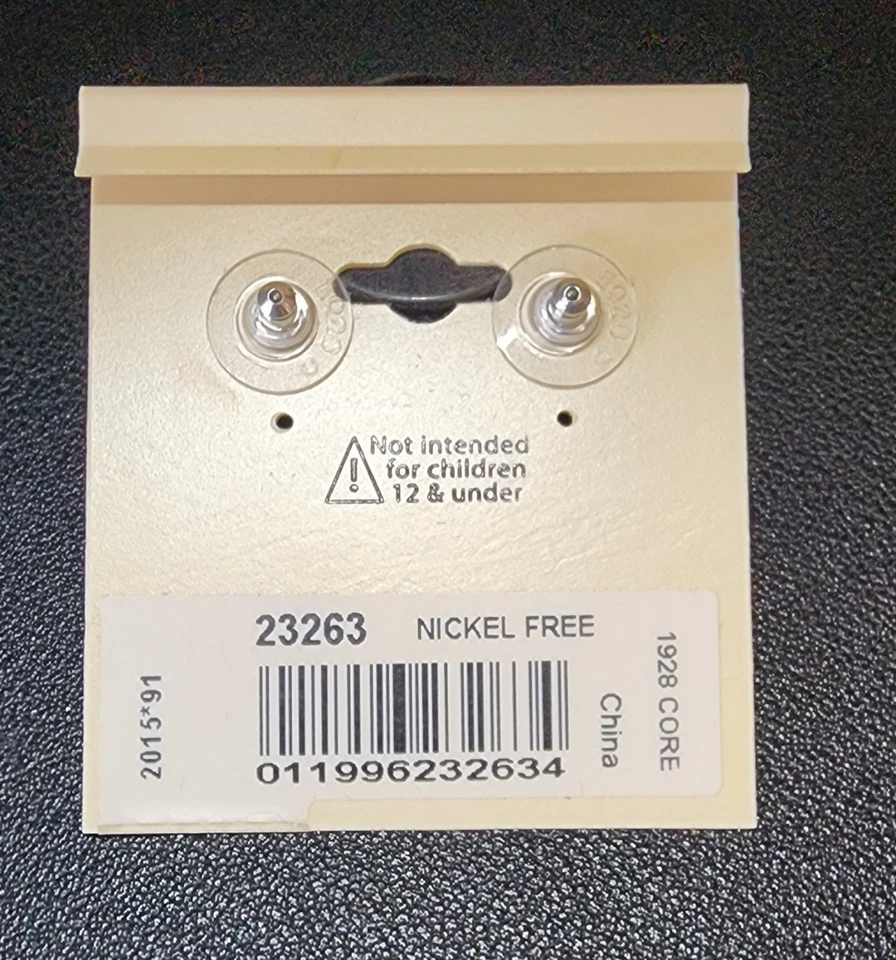 Not intended
for children
12 & under
23263 NICKEL FREE
2015*91
011996232634
China
1928 CORE